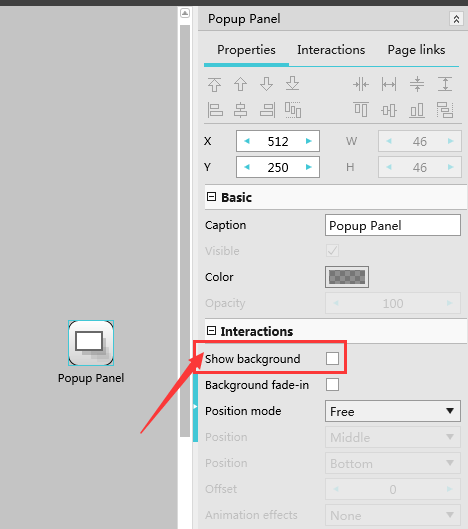 Popup Panel
Properties Interactions Page links
X 512 W 46
Y 250 H 46
Basic
Caption Popup Panel
Visible
Color
Opacity 100
Interactions
Show background
Background fade-in
Position mode Free
Position Middle
Position Bottom
Offset 0
Animation effects None
Popup Panel